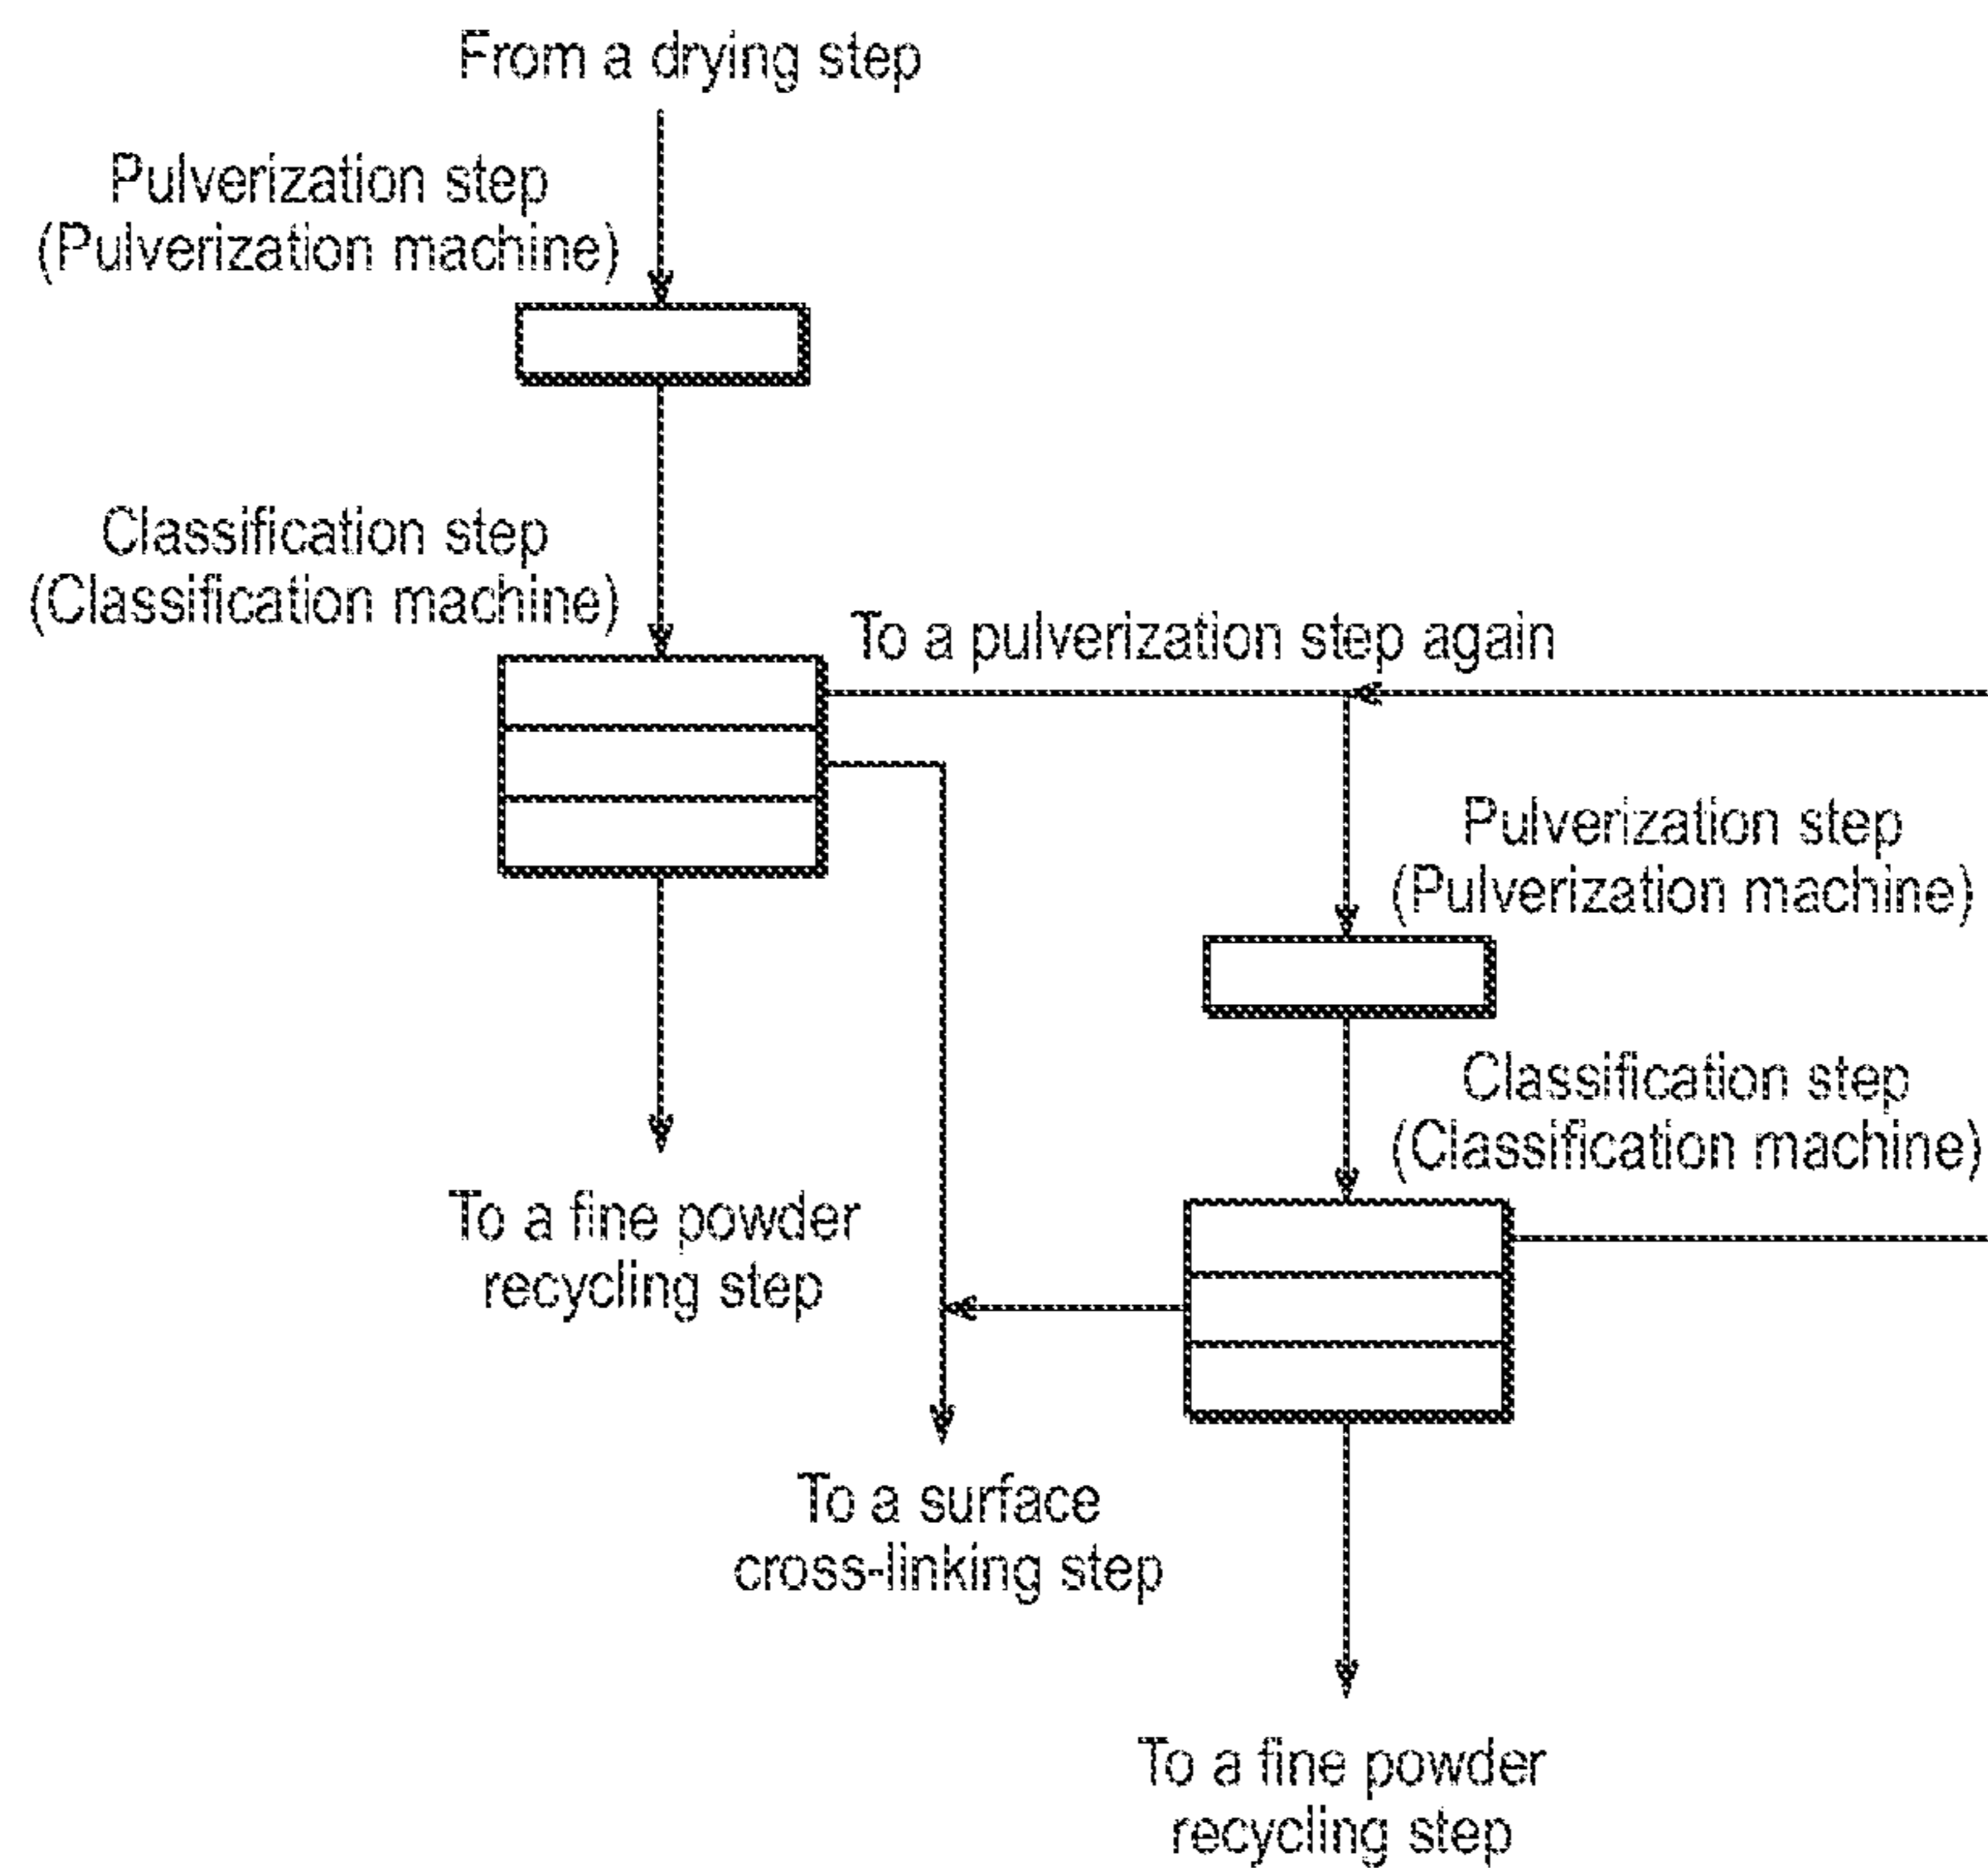 From a drying step
Pulverization step
(Pulverization machine)
Classification step
(Classification machine)
To a pulverization step again
Pulverization step
(Pulverization machine)
Classification step
(Classification machine)
To a fine powder
recycling step
To a surface
cross-linking step
To a fine powder
recycling step